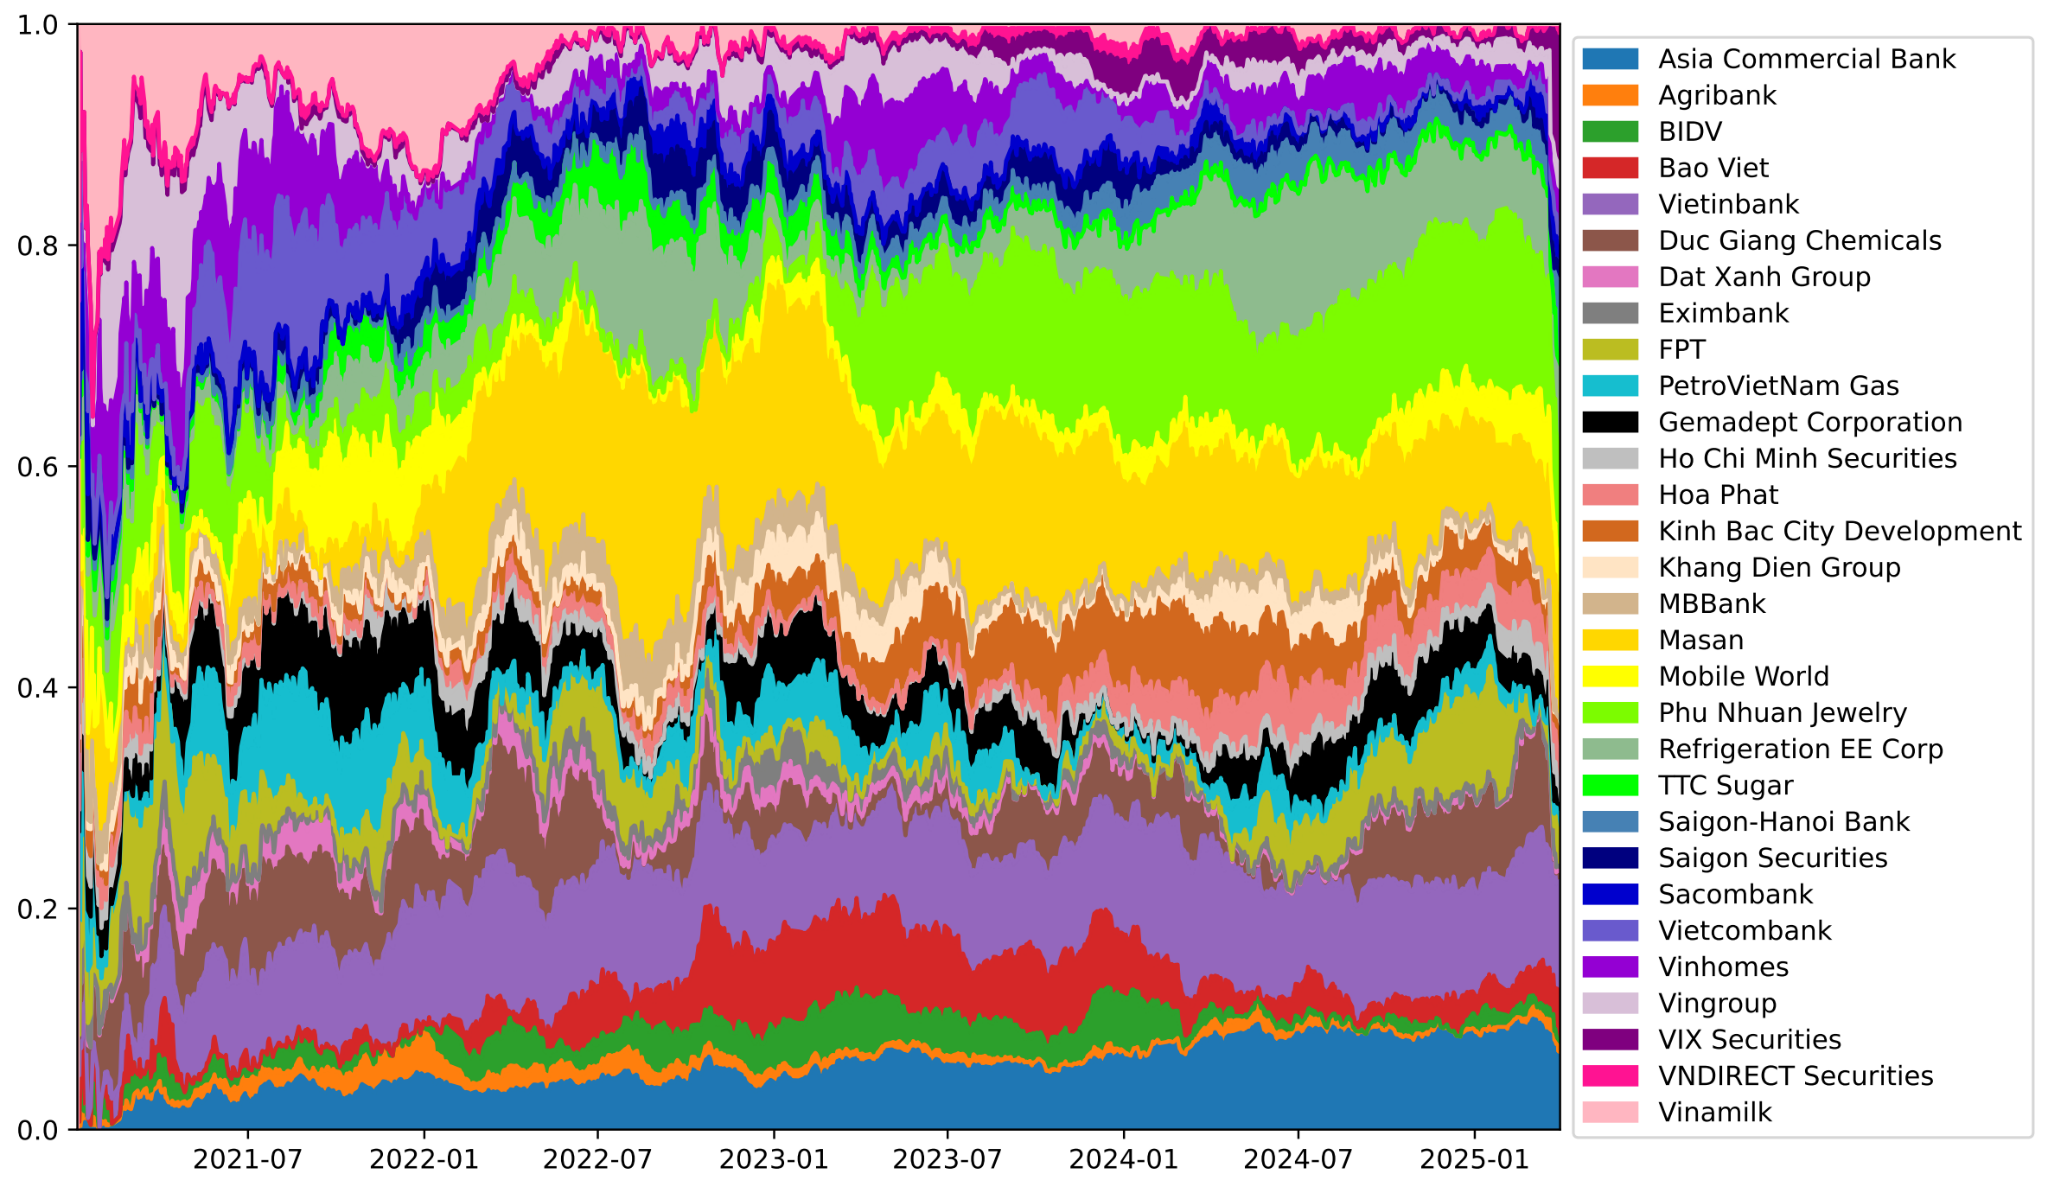 1.0
0.8
0.6
0.4
0.2
0.0
2021-07 2022-01 2022-07 2023-01 2023-07 2024-01 2024-07 2025-01
Asia Commercial Bank
Agribank
BIDV
Bao Viet
Vietinbank
Duc Giang Chemicals
Dat Xanh Group
Eximbank
FPT
PetroVietNam Gas
Gemadept Corporation
Ho Chi Minh Securities
Hoa Phat
Kinh Bac City Development
Khang Dien Group
MBBank
Masan
Mobile World
Phu Nhuan Jewelry
Refrigeration EE Corp
TTC Sugar
Saigon-Hanoi Bank
Saigon Securities
Sacombank
Vietcombank
Vinhomes
Vingroup
VIX Securities
VNDIRECT Securities
Vinamilk